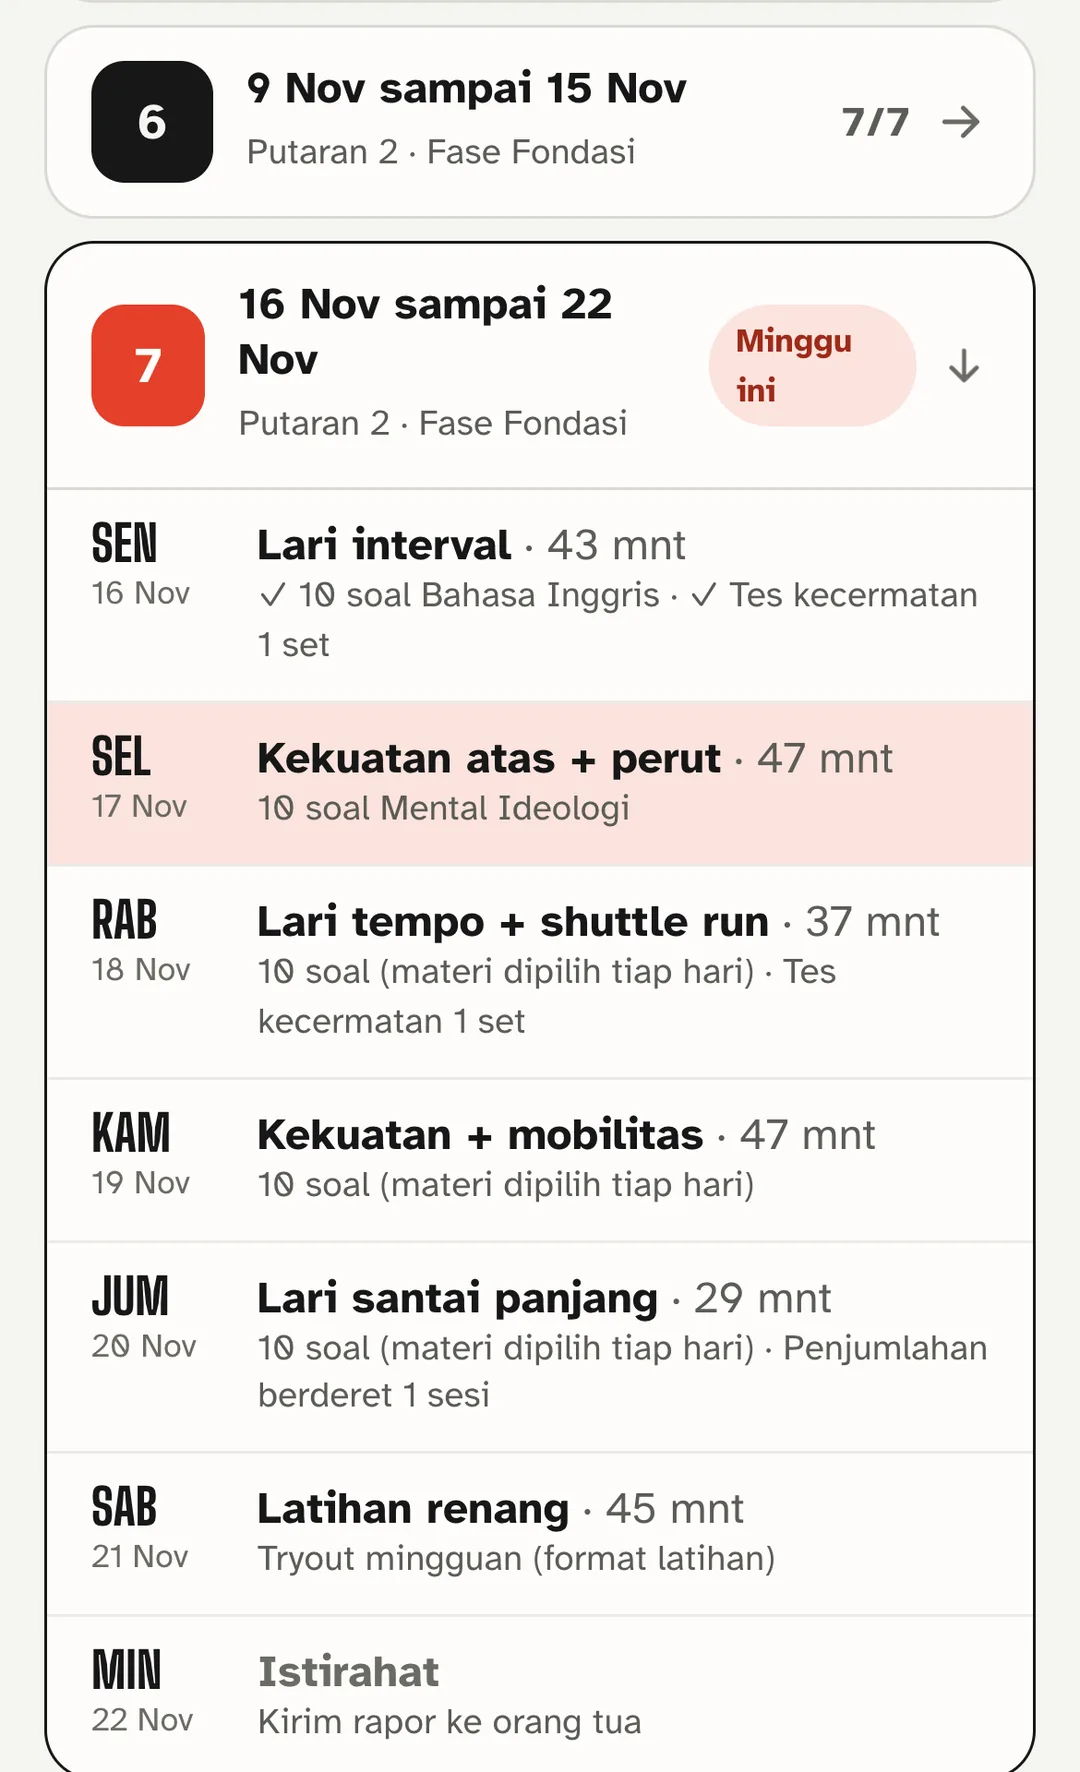 6
9 Nov sampai 15 Nov
Putaran 2 · Fase Fondasi
7/7 →
7
16 Nov sampai 22
Nov
Putaran 2 · Fase Fondasi
Minggu
ini
↓
SEN
16 Nov
Lari interval · 43 mnt
✓ 10 soal Bahasa Inggris · ✓ Tes kecermatan
1 set
SEL
17 Nov
Kekuatan atas + perut · 47 mnt
10 soal Mental Ideologi
RAB
18 Nov
Lari tempo + shuttle run · 37 mnt
10 soal (materi dipilih tiap hari) · Tes
kecermatan 1 set
KAM
19 Nov
Kekuatan + mobilitas · 47 mnt
10 soal (materi dipilih tiap hari)
JUM
20 Nov
Lari santai panjang · 29 mnt
10 soal (materi dipilih tiap hari) · Penjumlahan
berderet 1 sesi
SAB
21 Nov
Latihan renang · 45 mnt
Tryout mingguan (format latihan)
MIN
22 Nov
Istirahat
Kirim rapor ke orang tua